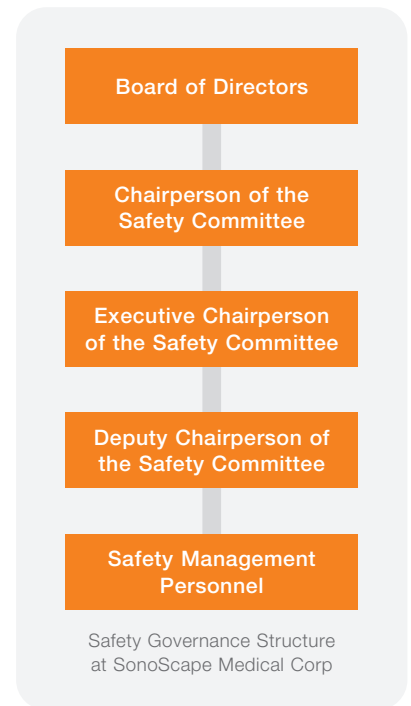 Board of Directors
Chairperson of the
Safety Committee
Executive Chairperson
of the Safety Committee
Deputy Chairperson of
the Safety Committee
Safety Management
Personnel
Safety Governance Structure
at SonoScape Medical Corp